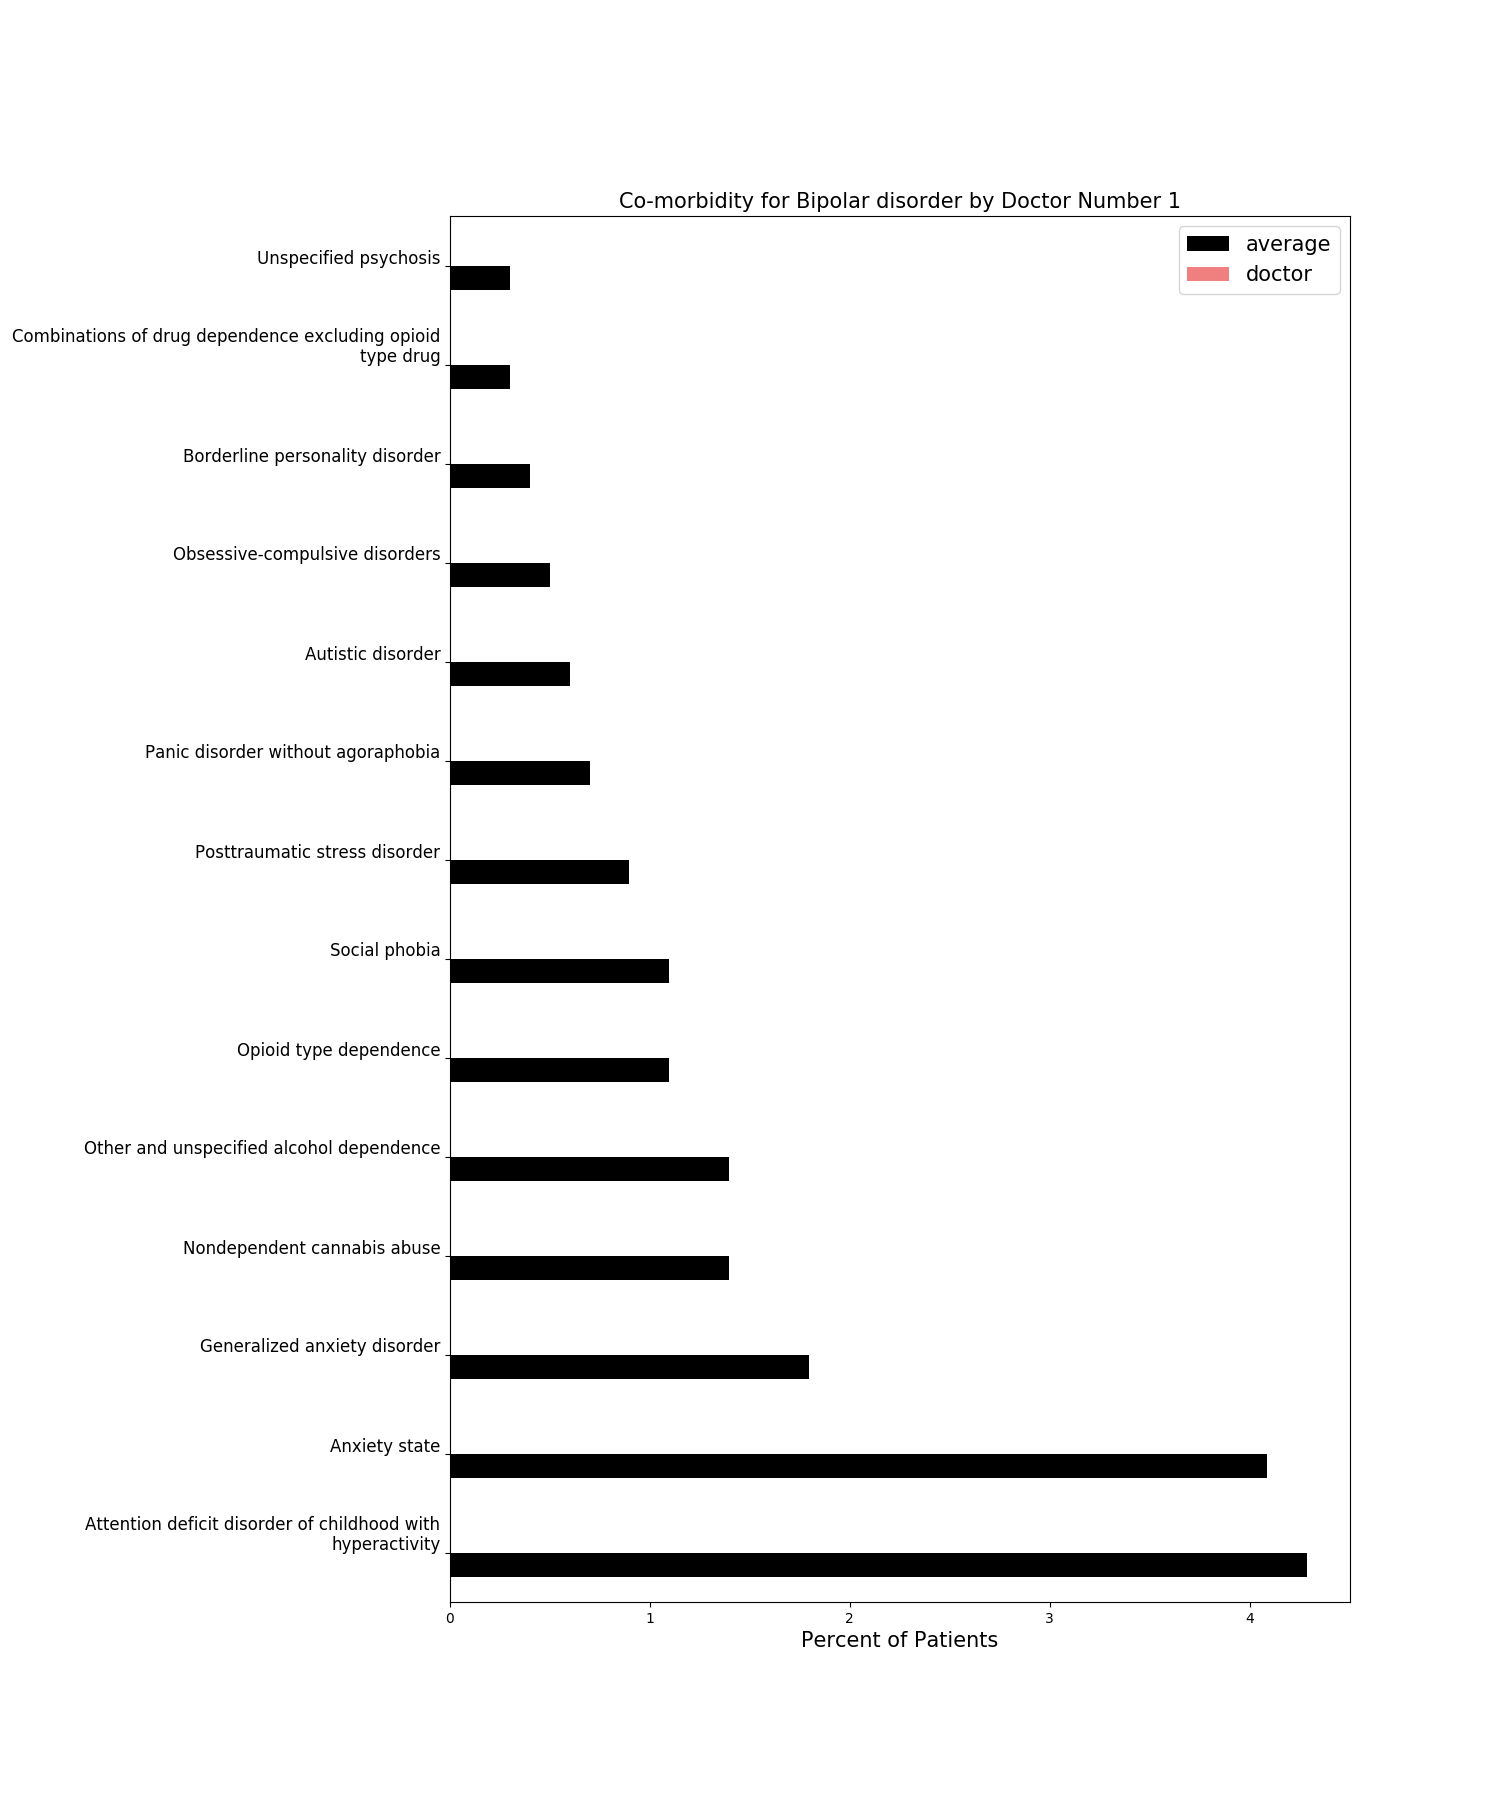 Co-morbidity for Bipolar disorder by Doctor Number 1
average
doctor
Unspecified psychosis
Combinations of drug dependence excluding opioid
type drug
Borderline personality disorder
Obsessive-compulsive disorders
Autistic disorder
Panic disorder without agoraphobia
Posttraumatic stress disorder
Social phobia
Opioid type dependence
Other and unspecified alcohol dependence
Nondependent cannabis abuse
Generalized anxiety disorder
Anxiety state
Attention deficit disorder of childhood with
hyperactivity
0 1 2 3 4
Percent of Patients